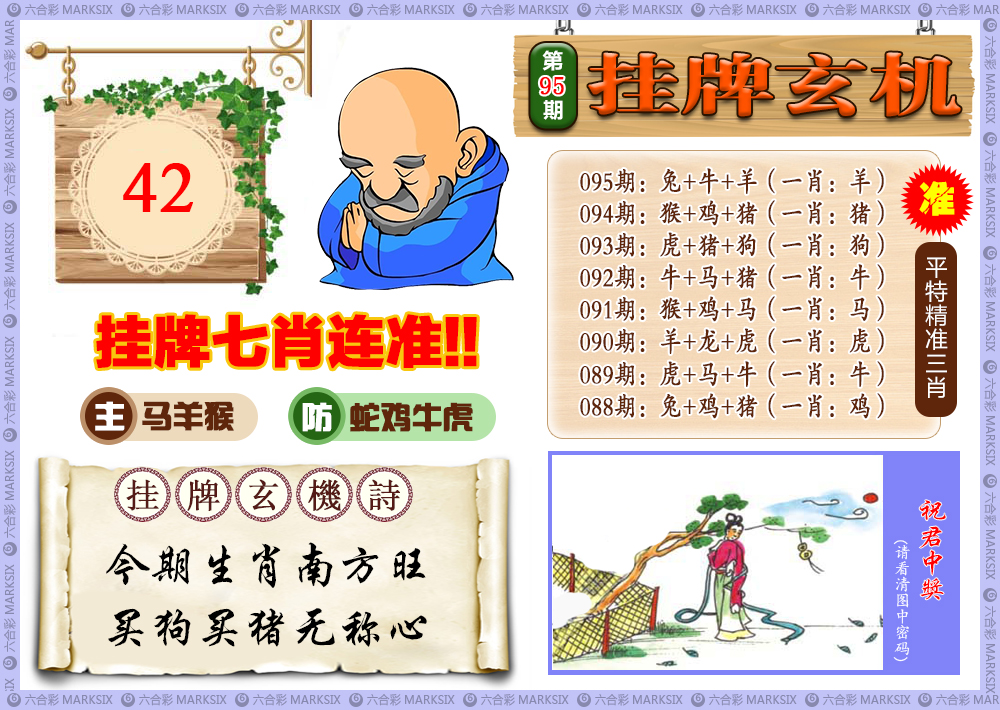 六合彩 MARKSIX
第95期
挂牌玄机
42
095期：兔+牛+羊（一肖：羊）
094期：猴+鸡+猪（一肖：猪）
093期：虎+猪+狗（一肖：狗）
092期：牛+马+猪（一肖：牛）
091期：猴+鸡+马（一肖：马）
090期：羊+龙+虎（一肖：虎）
089期：虎+马+牛（一肖：牛）
088期：兔+鸡+猪（一肖：鸡）
准
平特精准三肖
挂牌七肖连准!!
主 马羊猴
防 蛇鸡牛虎
挂牌玄機詩
今期生肖南方旺
买狗买猪无称心
祝君中獎
（请看清图中密码）